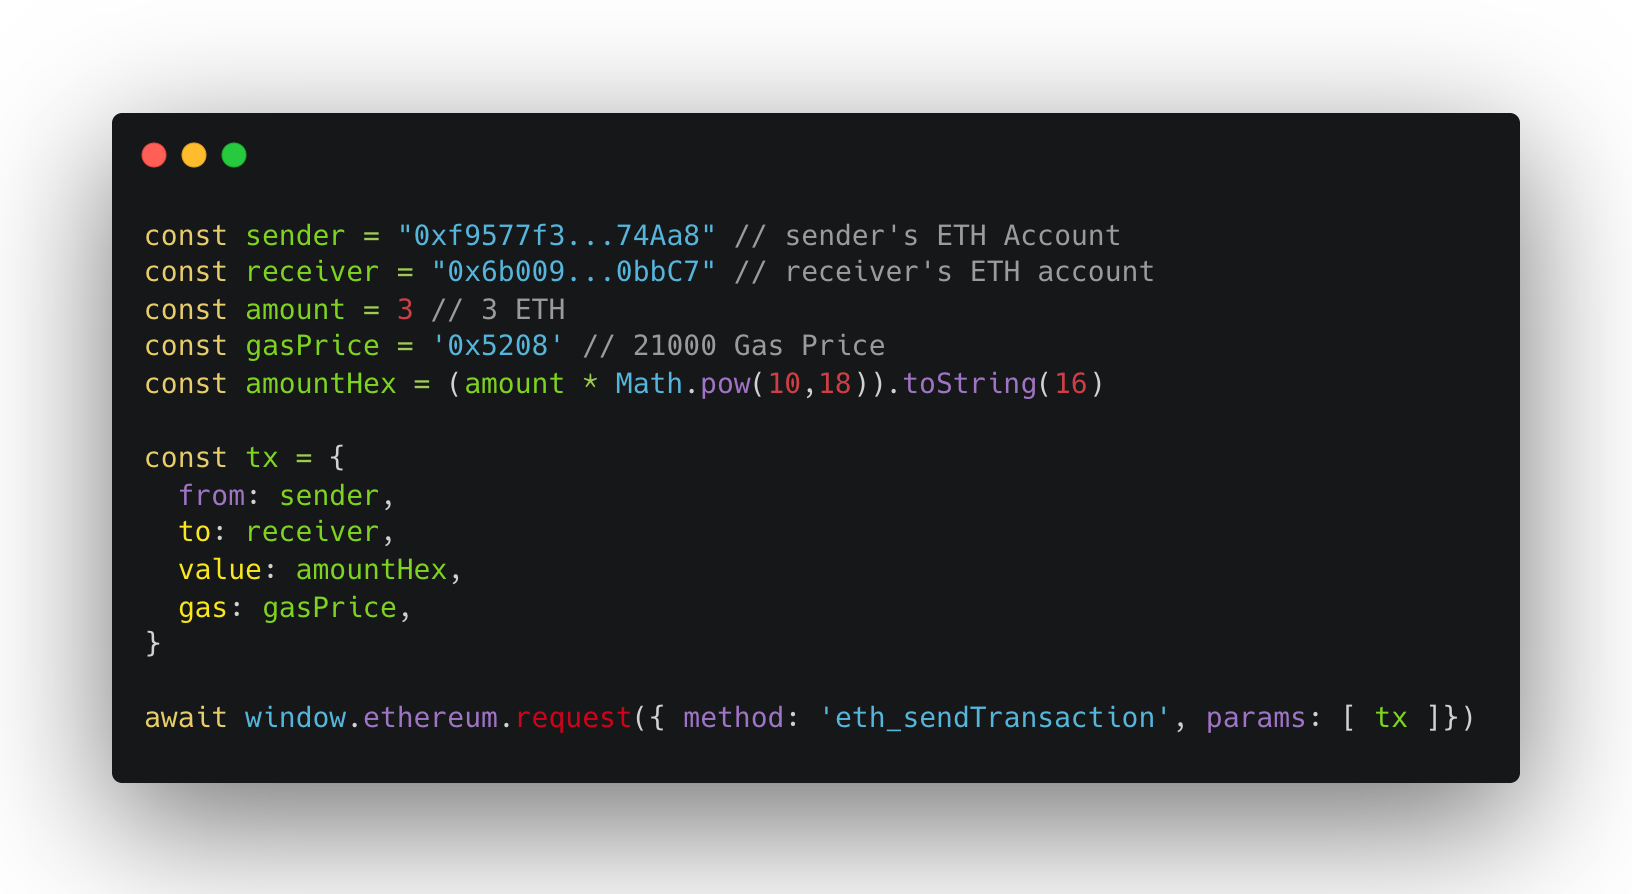 const sender = "0xf9577f3...74Aa8" // sender's ETH Account
const receiver = "0x6b009...0bbC7" // receiver's ETH account
const amount = 3 // 3 ETH
const gasPrice = '0x5208' // 21000 Gas Price
const amountHex = (amount * Math.pow(10,18)).toString(16)

const tx = {
  from: sender,
  to: receiver,
  value: amountHex,
  gas: gasPrice,
}

await window.ethereum.request({ method: 'eth_sendTransaction', params: [ tx ]})